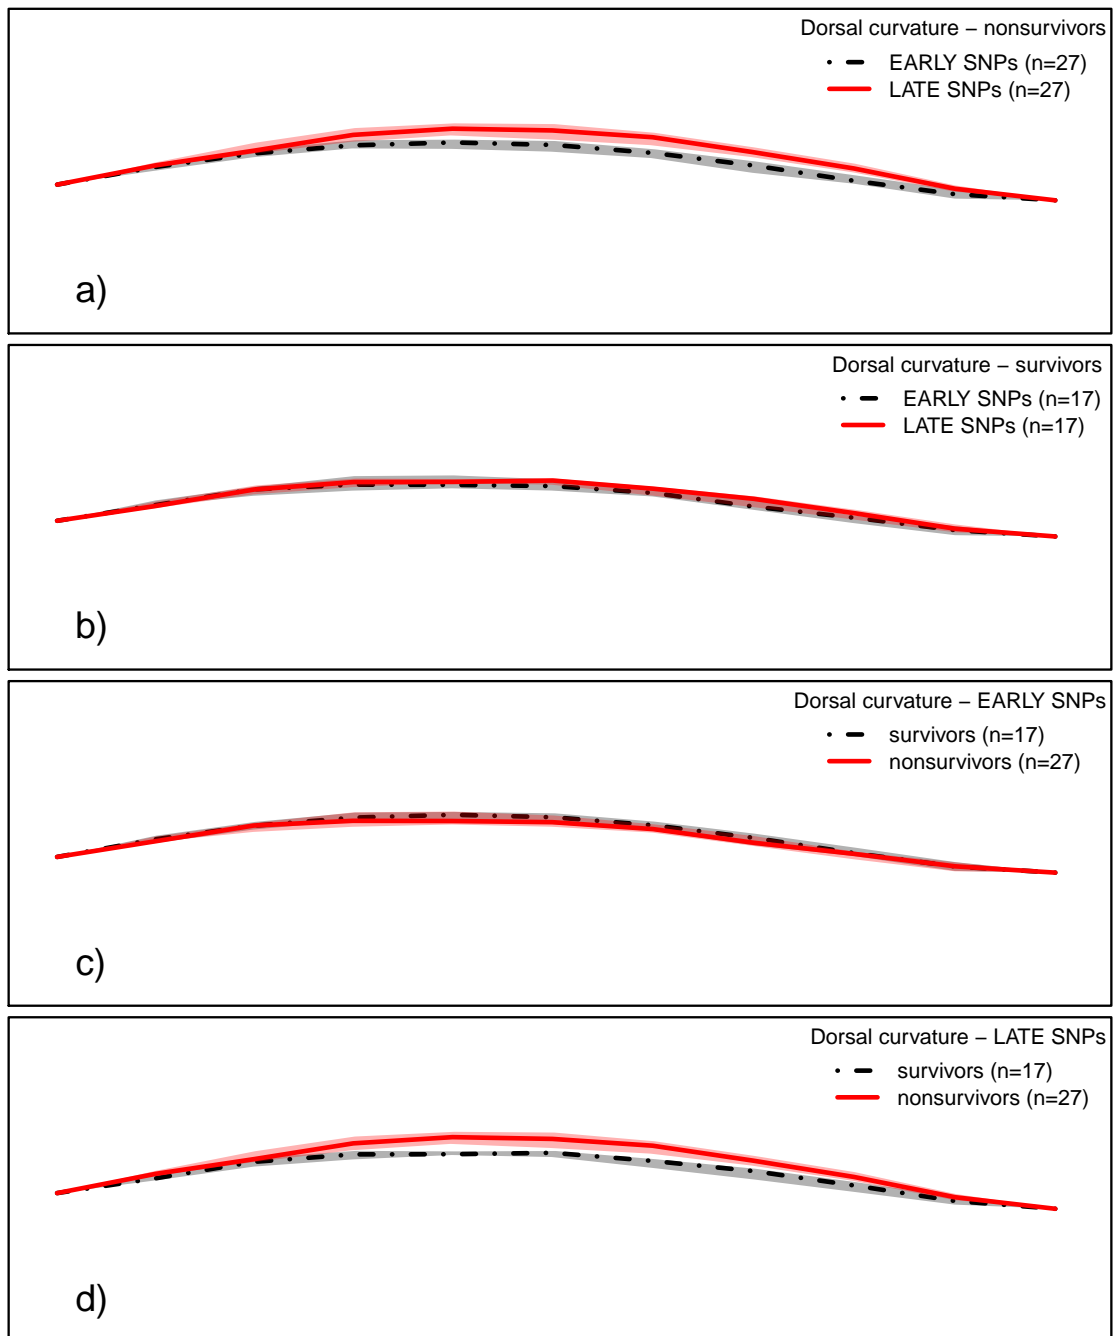 Dorsal curvature – nonsurvivors
EARLY SNPs (n=27)
LATE SNPs (n=27)
a)
Dorsal curvature – survivors
EARLY SNPs (n=17)
LATE SNPs (n=17)
b)
Dorsal curvature – EARLY SNPs
survivors (n=17)
nonsurvivors (n=27)
c)
Dorsal curvature – LATE SNPs
survivors (n=17)
nonsurvivors (n=27)
d)